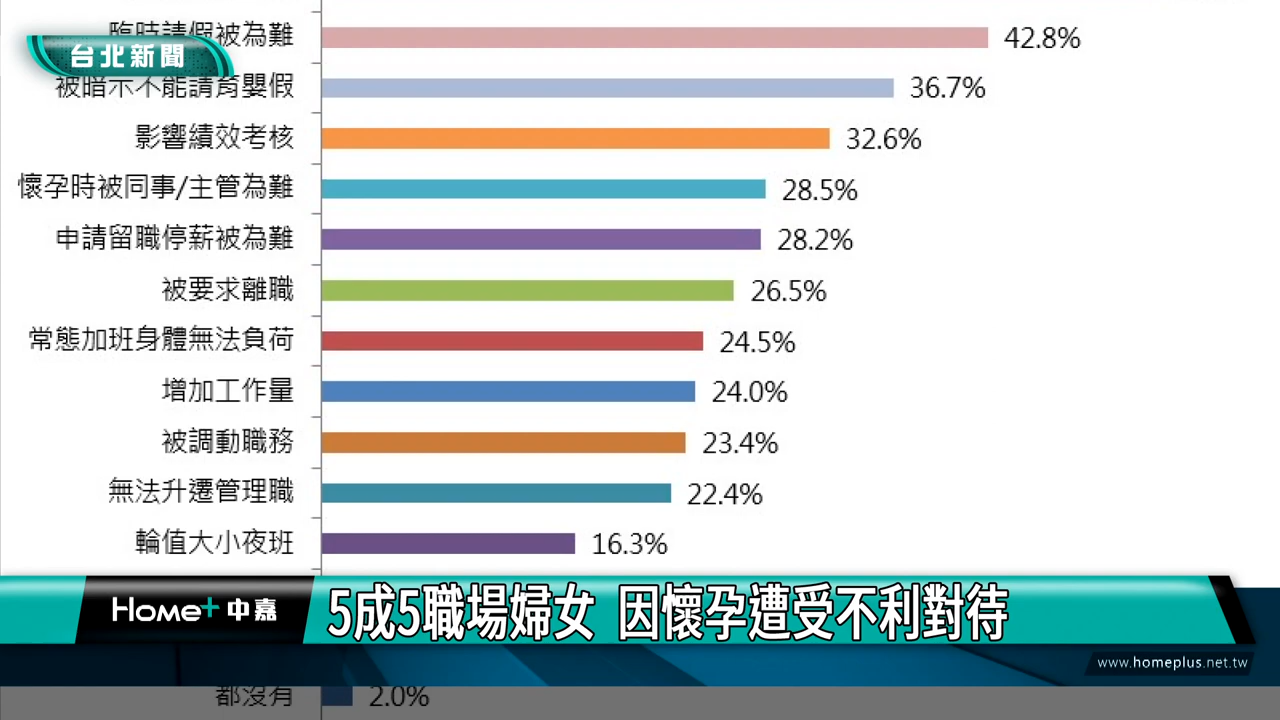 臨時請假被為難 42.8%
台北新聞
被暗示不能請育嬰假 36.7%
影響績效考核 32.6%
懷孕時被同事/主管為難 28.5%
申請留職停薪被為難 28.2%
被要求離職 26.5%
常態加班身體無法負荷 24.5%
增加工作量 24.0%
被調動職務 23.4%
無法升遷管理職 22.4%
輪值大小夜班 16.3%
Home+中嘉 5成5職場婦女 因懷孕遭受不利對待
www.homeplus.net.tw
都沒有 2.0%